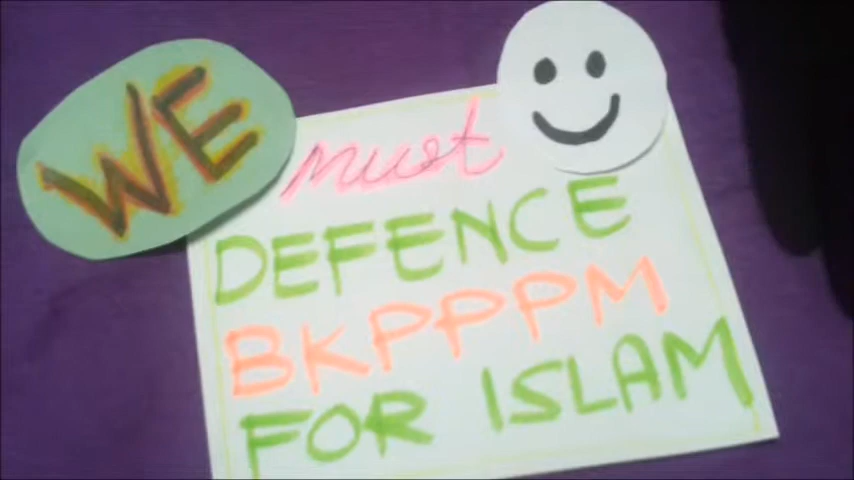 WE
must
DEFENCE
BKPPPM
FOR ISLAM